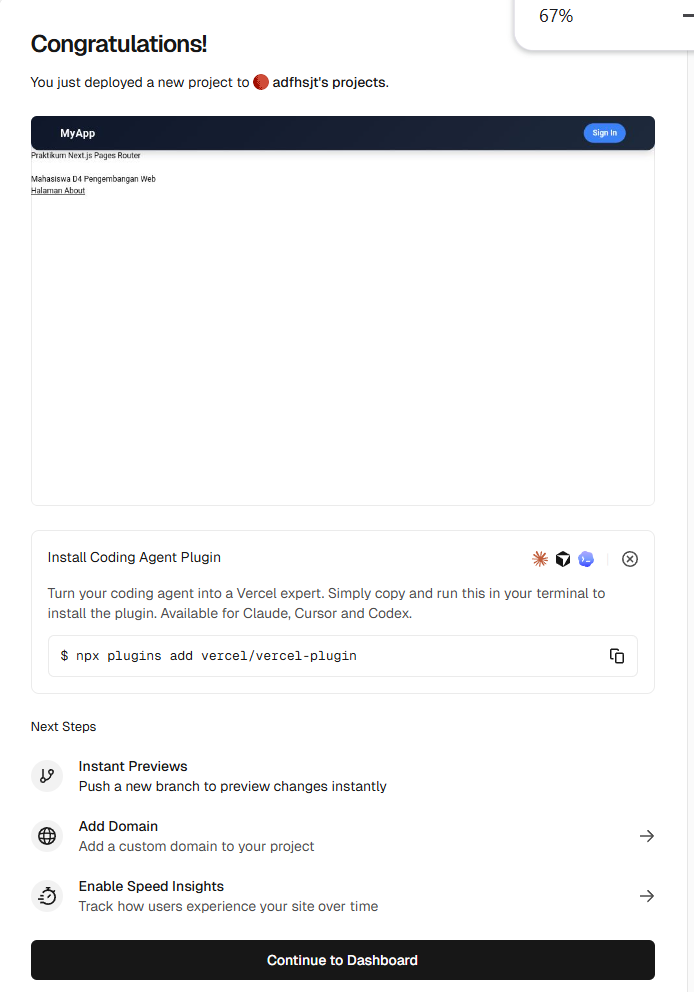 67%
Congratulations!
You just deployed a new project to adfhsjt's projects.
MyApp
Sign In
Praktikum Next.js Pages Router
Mahasiswa D4 Pengembangan Web
Halaman About
Install Coding Agent Plugin
Turn your coding agent into a Vercel expert. Simply copy and run this in your terminal to
install the plugin. Available for Claude, Cursor and Codex.
$ npx plugins add vercel/vercel-plugin
Next Steps
Instant Previews
Push a new branch to preview changes instantly
Add Domain
Add a custom domain to your project
Enable Speed Insights
Track how users experience your site over time
Continue to Dashboard